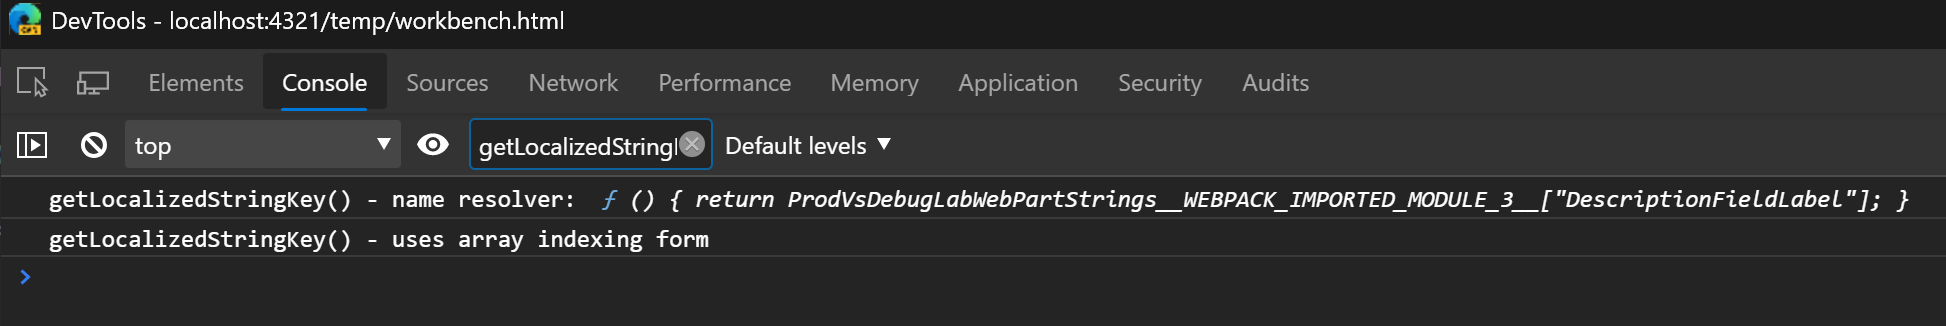 DevTools - localhost:4321/temp/workbench.html
Elements Console Sources Network Performance Memory Application Security Audits
top ▼ getLocalizedString Default levels ▼
getLocalizedStringKey() - name resolver: ƒ () { return ProdVsDebugLabWebPartStrings__WEBPACK_IMPORTED_MODULE_3__["DescriptionFieldLabel"]; }
getLocalizedStringKey() - uses array indexing form
>